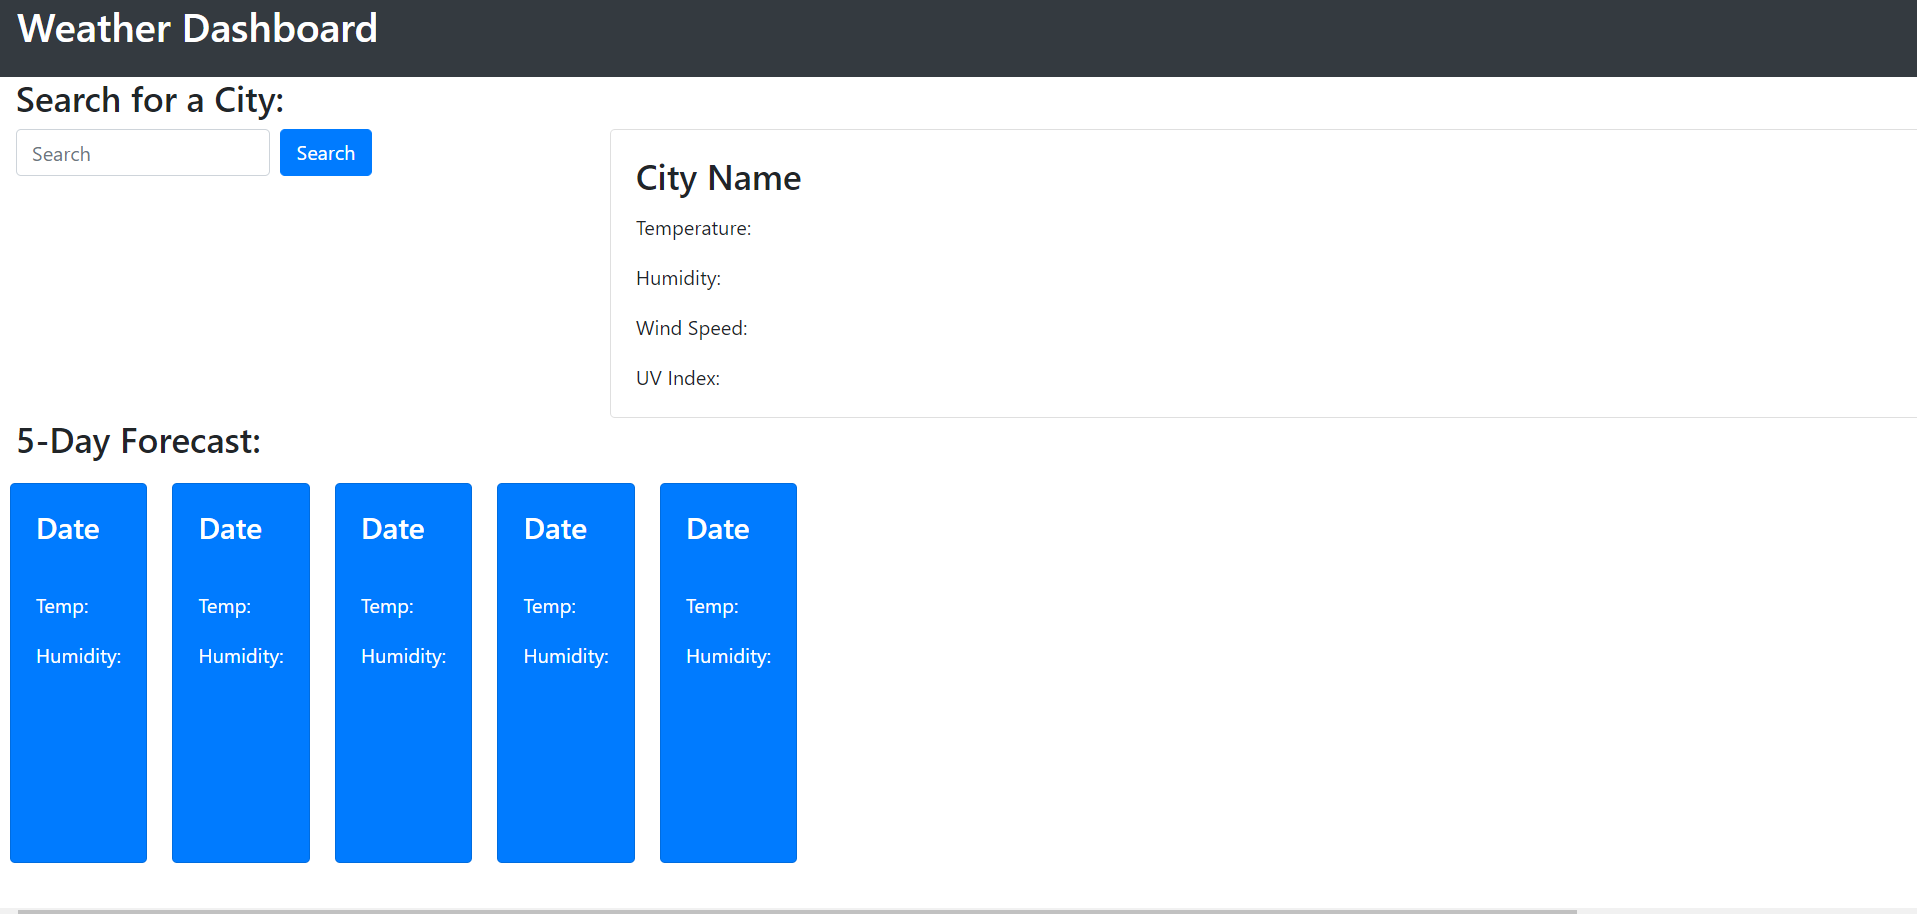 Weather Dashboard
Search for a City:
Search
Search
City Name
Temperature:
Humidity:
Wind Speed:
UV Index:
5-Day Forecast:
Date
Temp:
Humidity:
Date
Temp:
Humidity:
Date
Temp:
Humidity:
Date
Temp:
Humidity:
Date
Temp:
Humidity: